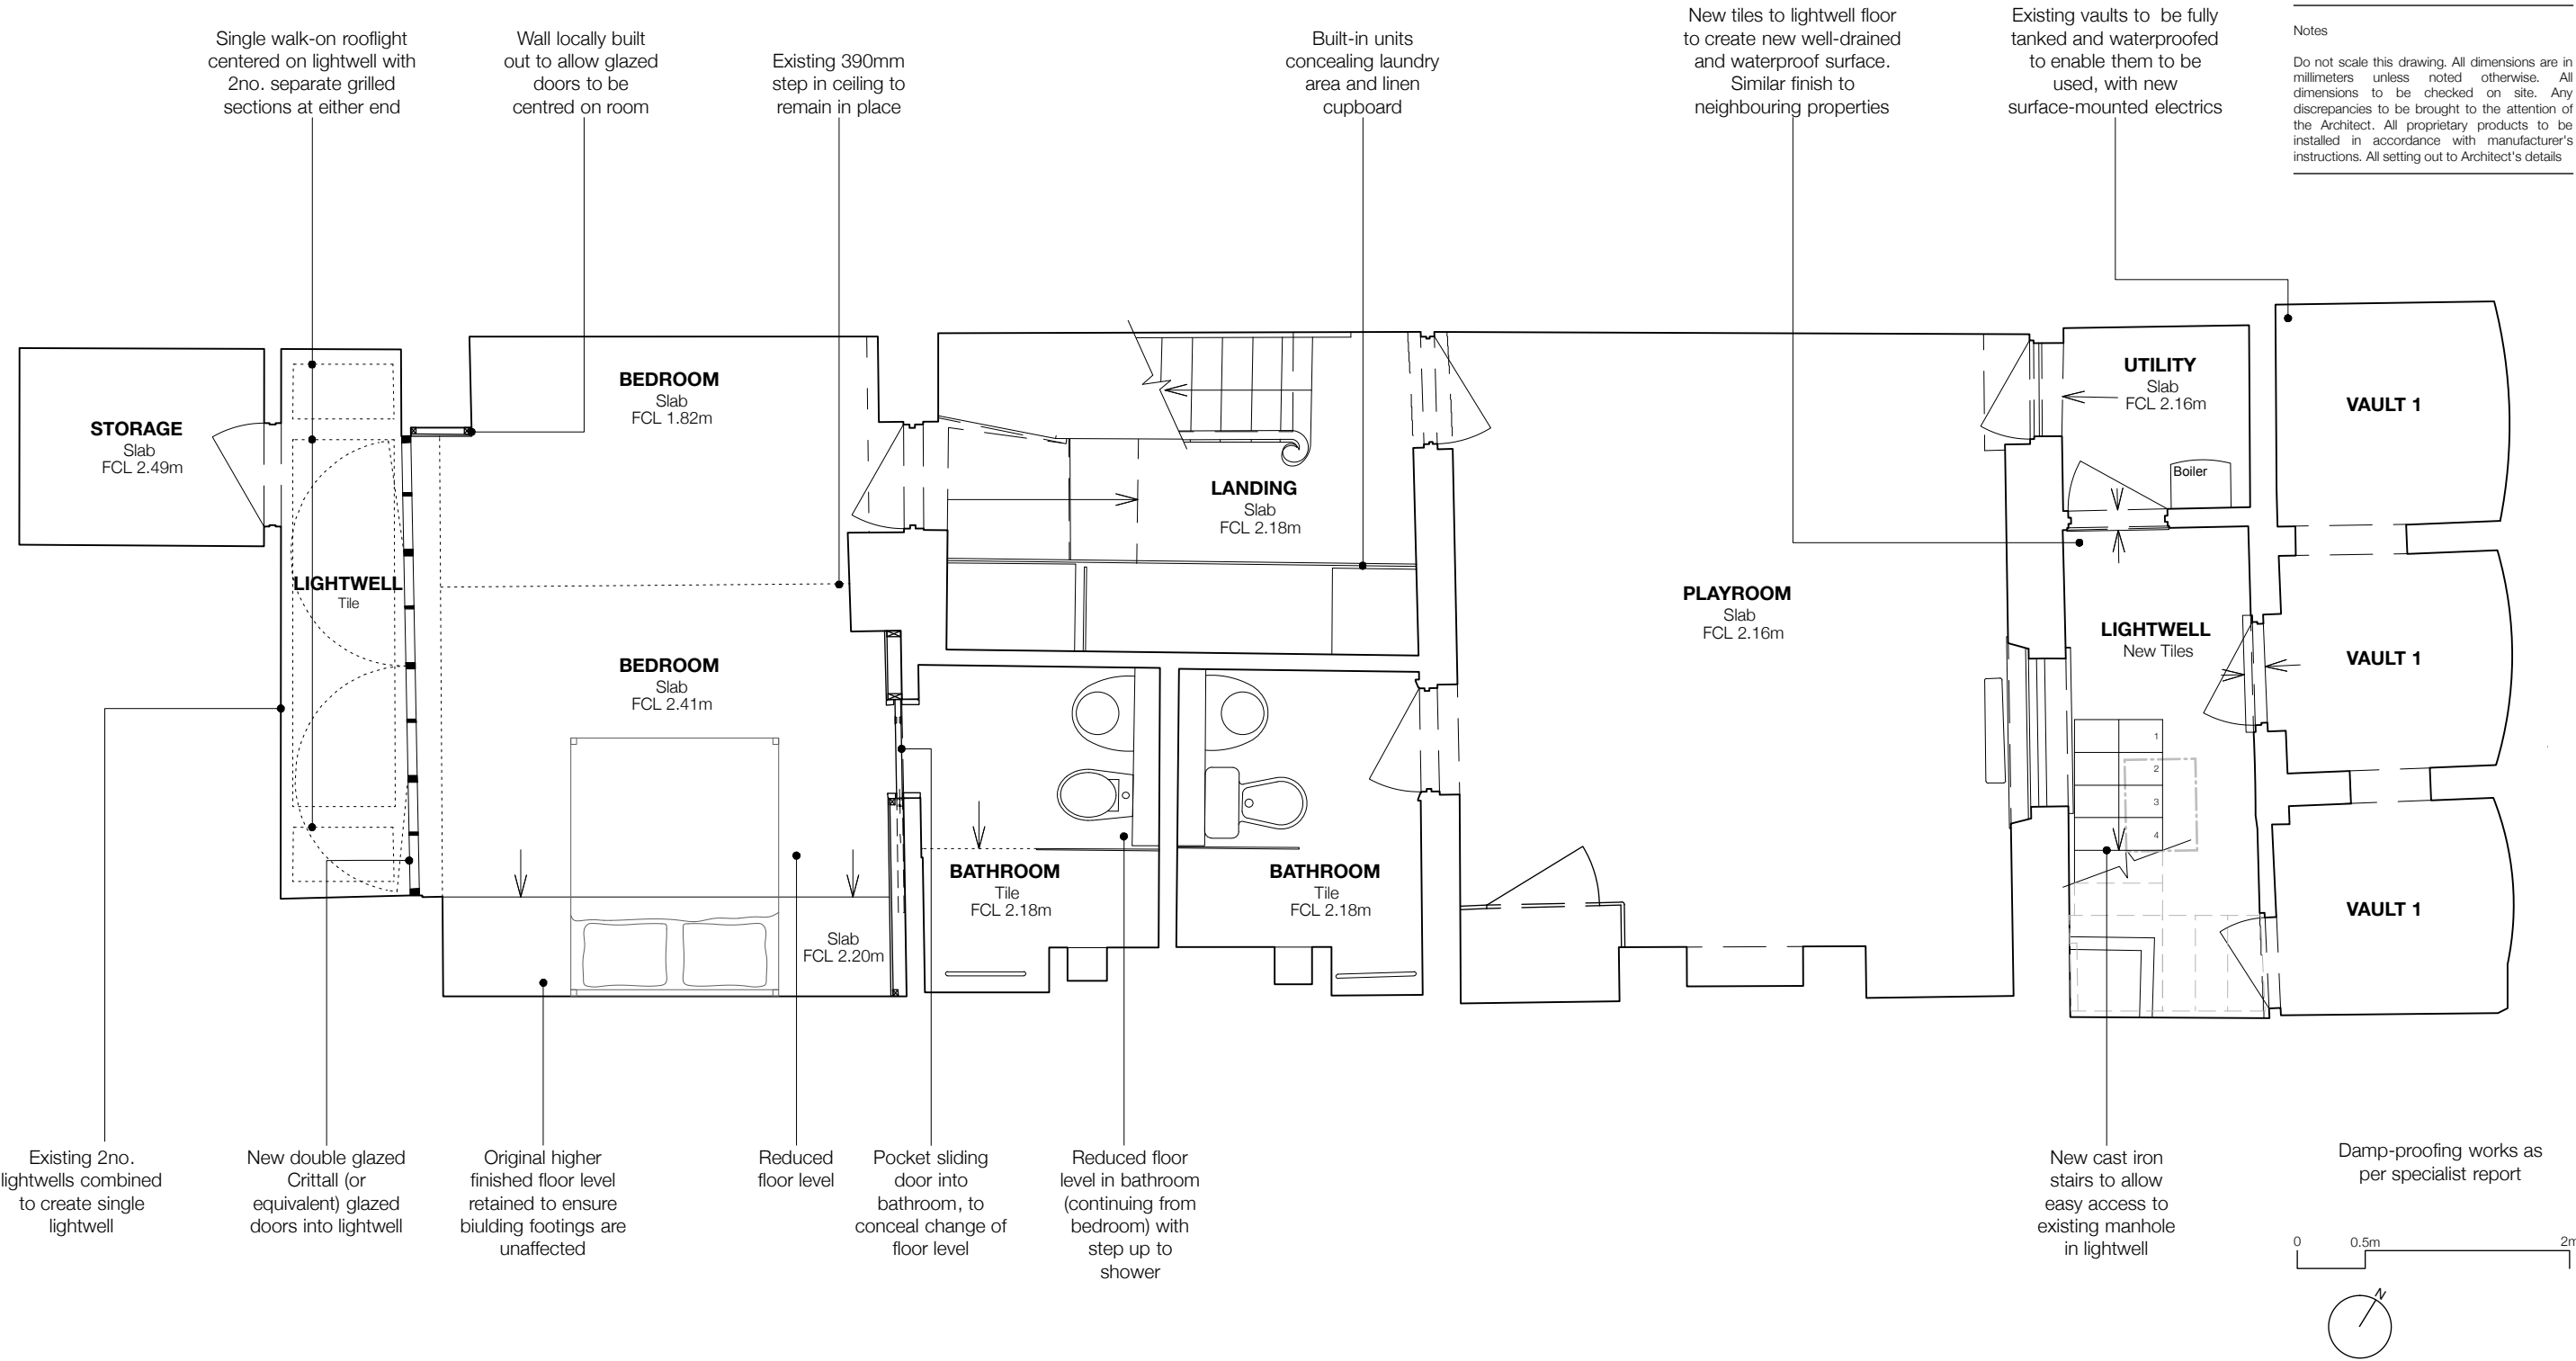 Single walk-on rooflight
centered on lightwell with
2no. separate grilled
sections at either end
Wall locally built
out to allow glazed
doors to be
centred on room
Existing 390mm
step in ceiling to
remain in place
Built-in units
concealing laundry
area and linen
cupboard
New tiles to lightwell floor
to create new well-drained
and waterproof surface.
Similar finish to
neighbouring properties
Existing vaults to be fully
tanked and waterproofed
to enable them to be
used, with new
surface-mounted electrics
Notes
Do not scale this drawing. All dimensions are in
millimeters unless noted otherwise. All
dimensions to be checked on site. Any
discrepancies to be brought to the attention of
the Architect. All proprietary products to be
installed in accordance with manufacturer's
instructions. All setting out to Architect's details
STORAGE
Slab
FCL 2.49m
LIGHTWELL
Tile
BEDROOM
Slab
FCL 1.82m
BEDROOM
Slab
FCL 2.41m
Slab
FCL 2.20m
LANDING
Slab
FCL 2.18m
BATHROOM
Tile
FCL 2.18m
BATHROOM
Tile
FCL 2.18m
PLAYROOM
Slab
FCL 2.16m
UTILITY
Slab
FCL 2.16m
Boiler
LIGHTWELL
New Tiles
1
2
3
4
VAULT 1
VAULT 1
VAULT 1
Existing 2no.
lightwells combined
to create single
lightwell
New double glazed
Crittall (or
equivalent) glazed
doors into lightwell
Original higher
finished floor level
retained to ensure
biulding footings are
unaffected
Reduced
floor level
Pocket sliding
door into
bathroom, to
conceal change of
floor level
Reduced floor
level in bathroom
(continuing from
bedroom) with
step up to
shower
New cast iron
stairs to allow
easy access to
existing manhole
in lightwell
Damp-proofing works as
per specialist report
0 0.5m 2m
N